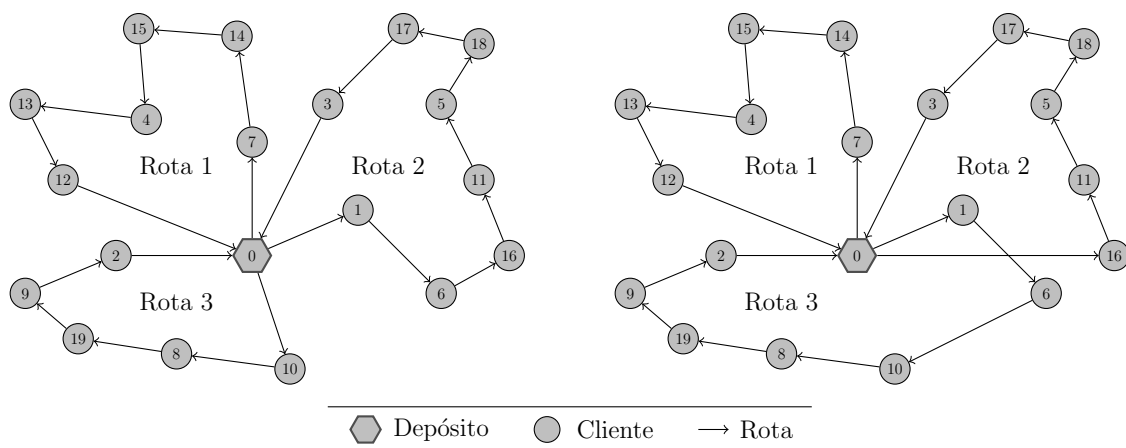 15 14 17 18 15 14 17 18
13 4 3 5 13 4 3 5
7 7
12 Rota 1 Rota 2 11 12 Rota 1 Rota 2 11
1 1
2 0 16 2 0 16
9 Rota 3 6 9 Rota 3 6
19 8 10 19 8 10
Depósito Cliente Rota